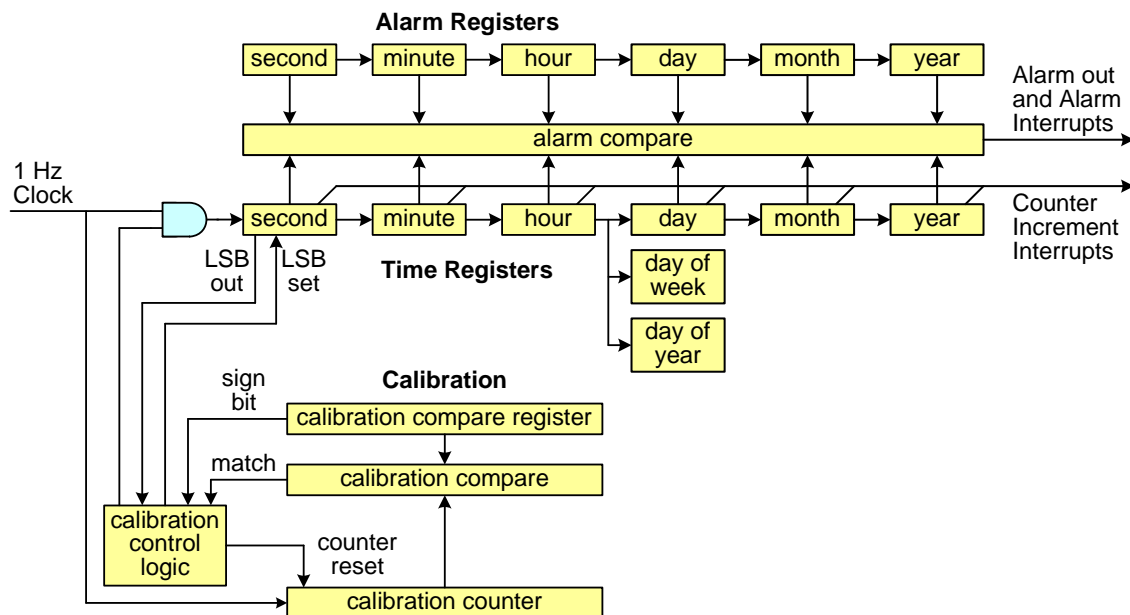 Alarm Registers
second
minute
hour
day
month
year
alarm compare
Alarm out
and Alarm
Interrupts
1 Hz
Clock
second
minute
hour
day
month
year
Counter
Increment
Interrupts
LSB
out
LSB
set
Time Registers
day of
week
day of
year
Calibration
sign
bit
calibration compare register
match
calibration compare
calibration
control
logic
counter
reset
calibration counter